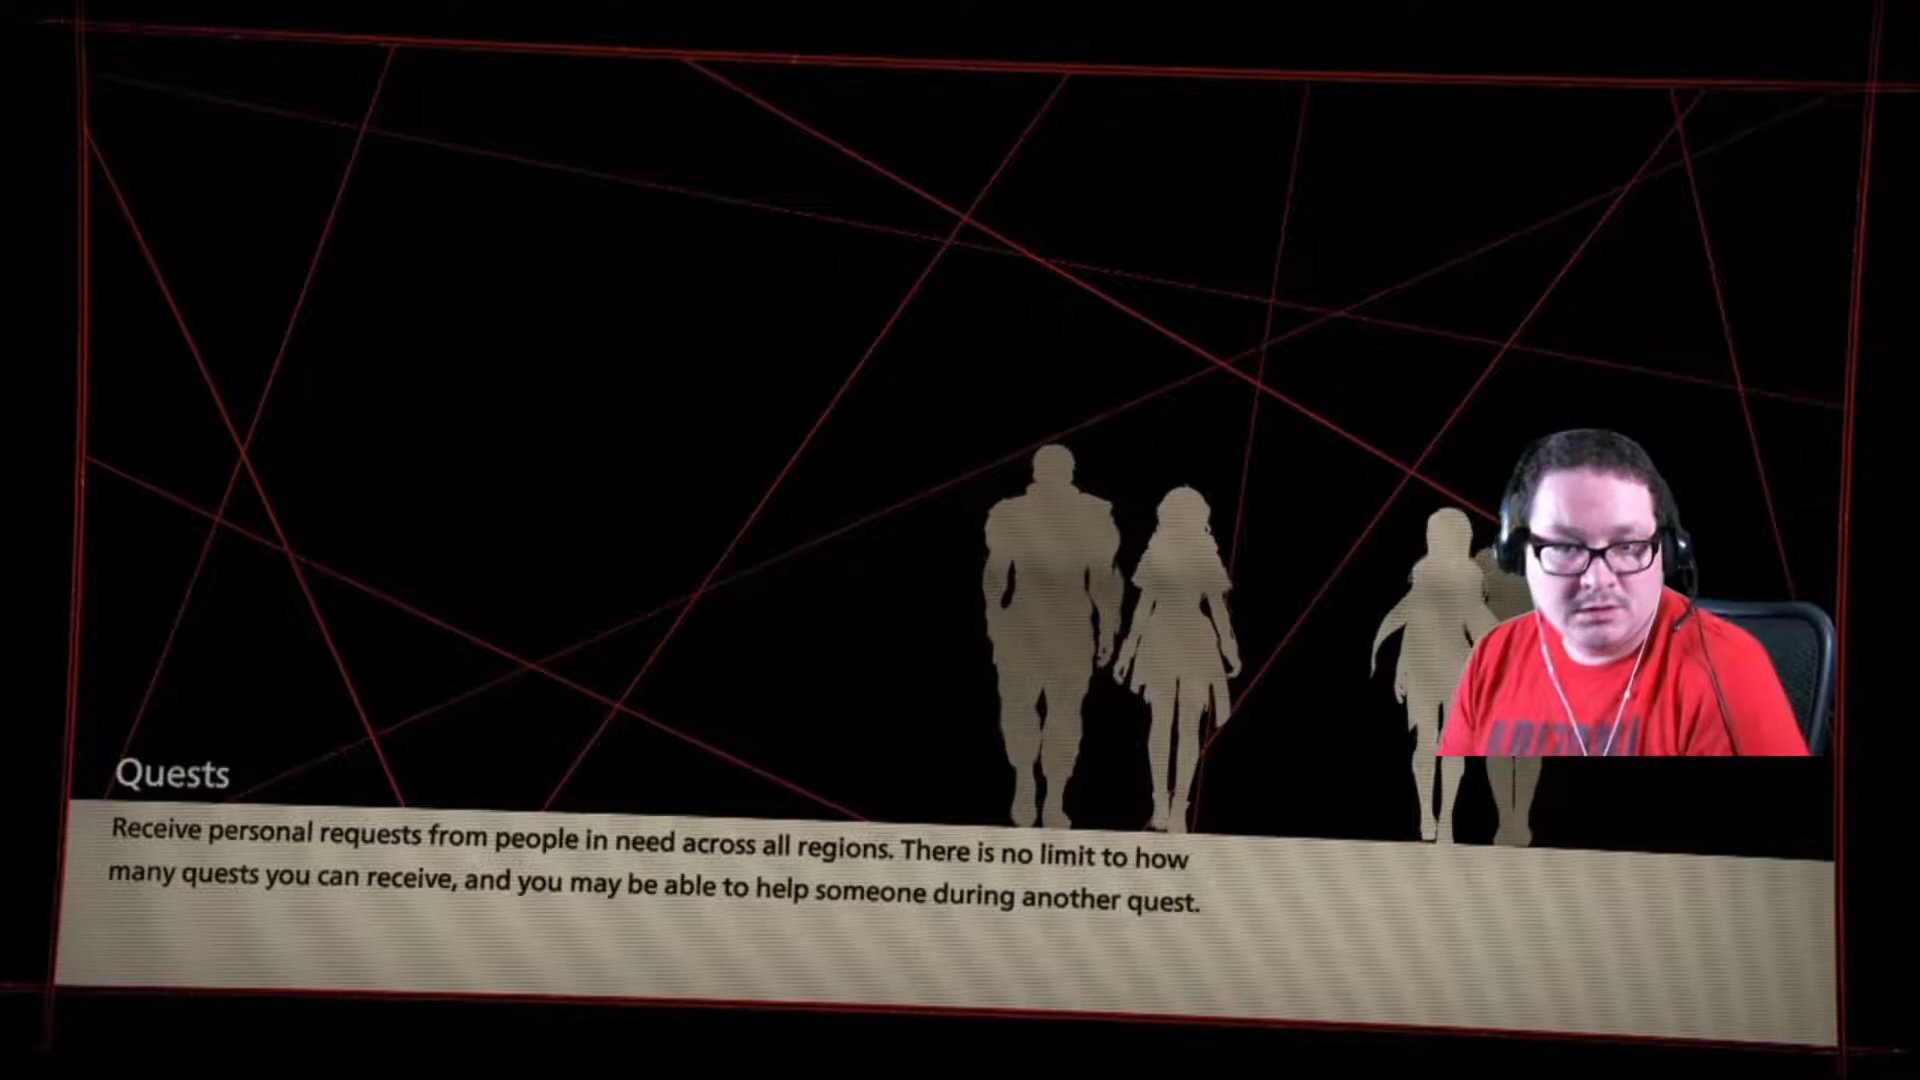 Quests
Receive personal requests from people in need across all regions. There is no limit to how
many quests you can receive, and you may be able to help someone during another quest.